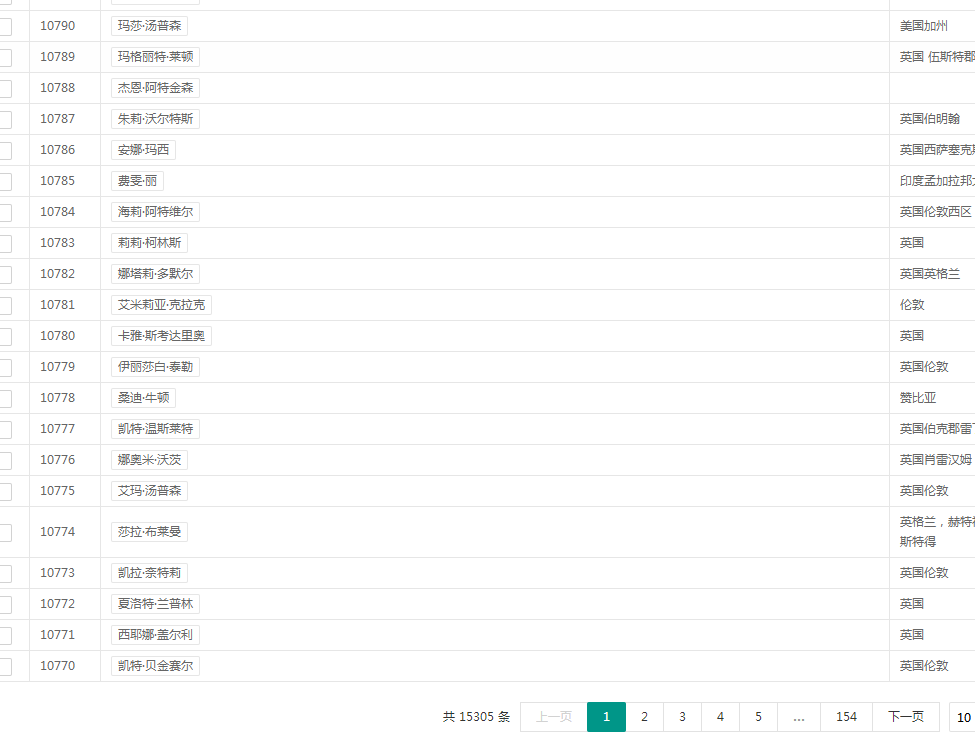 10790 玛莎·汤普森 美国加州
10789 玛格丽特·莱顿 英国 伍斯特郡
10788 杰恩·阿特金森
10787 朱莉·沃尔特斯 英国伯明翰
10786 安娜·玛西 英国西萨塞克
10785 费雯·丽 印度孟加拉邦
10784 海莉·阿特维尔 英国伦敦西区
10783 莉莉·柯林斯 英国
10782 娜塔莉·多默尔 英国英格兰
10781 艾米莉亚·克拉克 伦敦
10780 卡雅·斯考达里奥 英国
10779 伊丽莎白·泰勒 英国伦敦
10778 桑迪·牛顿 赞比亚
10777 凯特·温斯莱特 英国伯克郡雷
10776 娜奥米·沃茨 英国肖雷汉姆
10775 艾玛·汤普森 英国伦敦
10774 莎拉·布莱曼 英格兰，赫特
斯特得
10773 凯拉·奈特莉 英国伦敦
10772 夏洛特·兰普林 英国
10771 西耶娜·盖尔利 英国
10770 凯特·贝金赛尔 英国伦敦
共 15305 条 上一页 1 2 3 4 5 ... 154 下一页 10